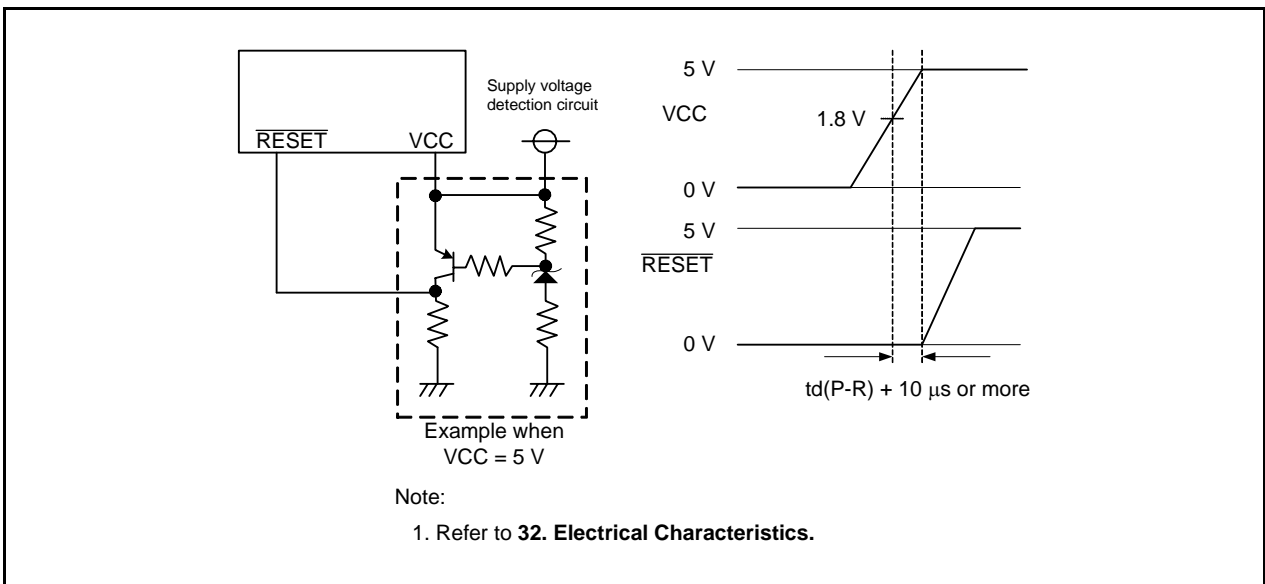 Supply voltage
detection circuit
RESET
VCC
Example when
VCC = 5 V
5 V
VCC
1.8 V
0 V
5 V
RESET
0 V
td(P-R) + 10 μs or more
Note:
1. Refer to 32. Electrical Characteristics.